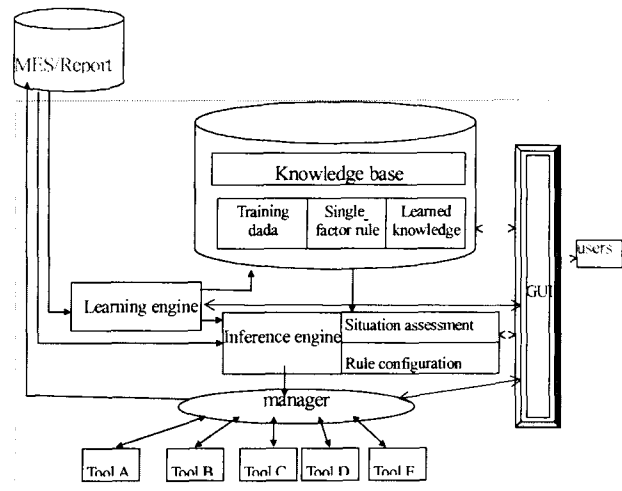 MES/Report
Knowledge base
Training
dada
Single
factor rule
Learned
knowledge
users
GUI
Learning engine
Inference engine
Situation assessment
Rule configuration
manager
Tool A
Tool B
Tool C
Tool D
Tool E